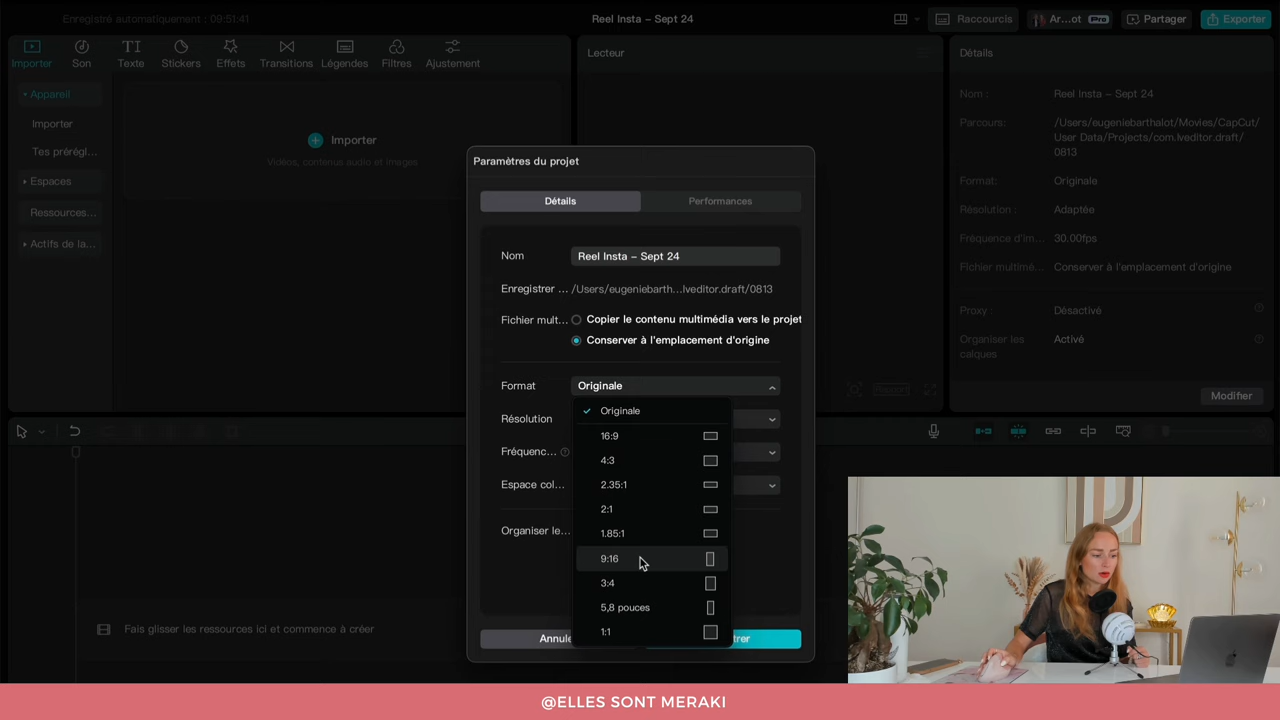 Enregistré automatiquement : 09:51:41
Reel Insta – Sept 24
Raccourcis
Ar...ot
Pro
Partager
Exporter
Importer
Son
Texte
Stickers
Effets
Transitions
Légendes
Filtres
Ajustement
Lecteur
Détails
Appareil
Importer
Tes prérégl...
Espaces
Ressources...
Actifs de la...
Importer
Vidéos, contenus audio et images
Nom :
Reel Insta – Sept 24
Parcours:
/Users/eugeniebarthalot/Movies/CapCut/
User Data/Projects/com.lveditor.draft/
0813
Format:
Originale
Résolution :
Adaptée
Fréquence d'im...
30.00fps
Fichier multimé...
Conserver à l'emplacement d'origine
Proxy :
Désactivé
Organiser les
calques
Activé
Modifier
Paramètres du projet
Détails
Performances
Nom
Reel Insta – Sept 24
Enregistrer ...
/Users/eugeniebarth...lveditor.draft/0813
Fichier mult...
Copier le contenu multimédia vers le projet
Conserver à l'emplacement d'origine
Format
Originale
Résolution
Fréquenc...
Espace col...
Organiser le...
Originale
16:9
4:3
2.35:1
2:1
1.85:1
9:16
3:4
5,8 pouces
1:1
Annule
trer
Rapport
Fais glisser les ressources ici et commence à créer
@ELLES SONT MERAKI